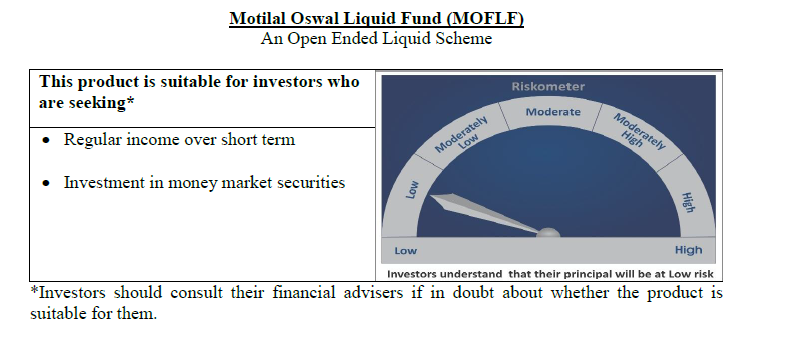 Motilal Oswal Liquid Fund (MOFLF)
An Open Ended Liquid Scheme
This product is suitable for investors who
are seeking*
• Regular income over short term
• Investment in money market securities
Riskometer
Low
Moderately
Low
Moderate
Moderately
High
High
Low
High
Investors understand that their principal will be at Low risk
*Investors should consult their financial advisers if in doubt about whether the product is
suitable for them.